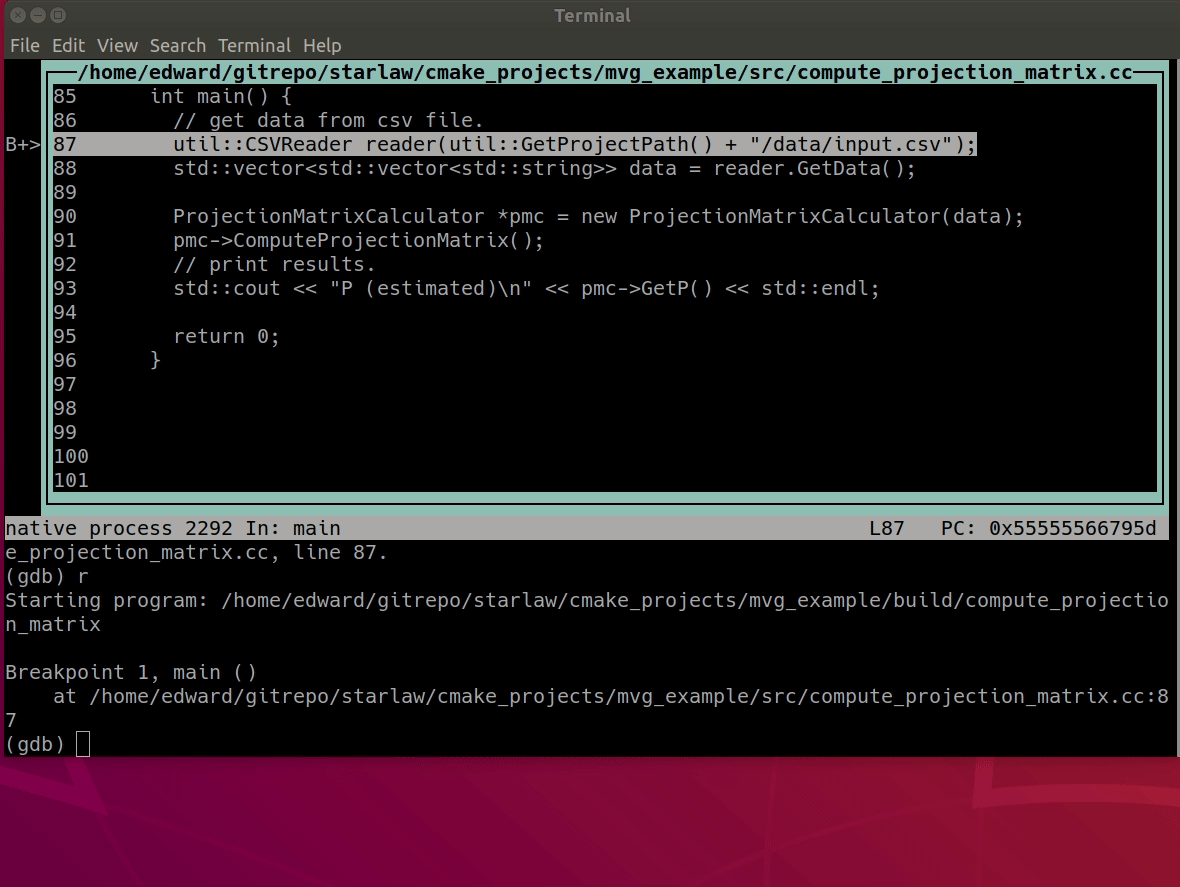 Terminal
File Edit View Search Terminal Help
/home/edward/gitrepo/starlaw/cmake_projects/mvg_example/src/compute_projection_matrix.cc
85      int main() {
86        // get data from csv file.
B+> 87        util::CSVReader reader(util::GetProjectPath() + "/data/input.csv");
88        std::vector<std::vector<std::string>> data = reader.GetData();
89
90        ProjectionMatrixCalculator *pmc = new ProjectionMatrixCalculator(data);
91        pmc->ComputeProjectionMatrix();
92        // print results.
93        std::cout << "P (estimated)\n" << pmc->GetP() << std::endl;
94
95        return 0;
96      }
97
98
99
100
101
native process 2292 In: main                                            L87   PC: 0x55555566795d
e_projection_matrix.cc, line 87.
(gdb) r
Starting program: /home/edward/gitrepo/starlaw/cmake_projects/mvg_example/build/compute_projectio
n_matrix
Breakpoint 1, main ()
    at /home/edward/gitrepo/starlaw/cmake_projects/mvg_example/src/compute_projection_matrix.cc:8
7
(gdb)